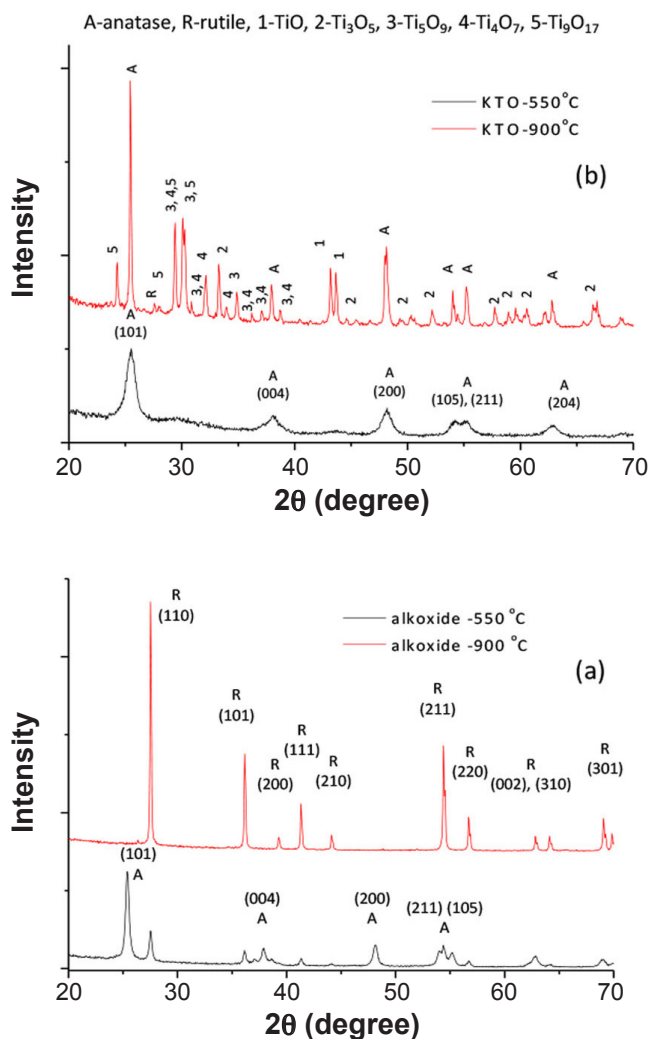 A-anatase, R-rutile, 1-TiO, 2-Ti₃O₅, 3-Ti₅O₉, 4-Ti₄O₇, 5-Ti₉O₁₇
A
KTO-550°C
KTO-900°C
(b)
Intensity
5
R
5
3, 4,5
3, 5
3, 4
4
2
4
3
3, 4
3,4
A
3, 4
1
1
2
A
2
2
A
A
2
2
2
A
2
A
(101)
A
(004)
A
(200)
A
(105), (211)
A
(204)
20 30 40 50 60 70
2θ (degree)
R
(110)
alkoxide -550 °C
alkoxide -900 °C
(a)
Intensity
R
(101)
R
(200)
R
(111)
R
(210)
R
(211)
R
(220)
R
(002), (310)
R
(301)
(101)
A
(004)
A
(200)
A
(211) (105)
A
20 30 40 50 60 70
2θ (degree)